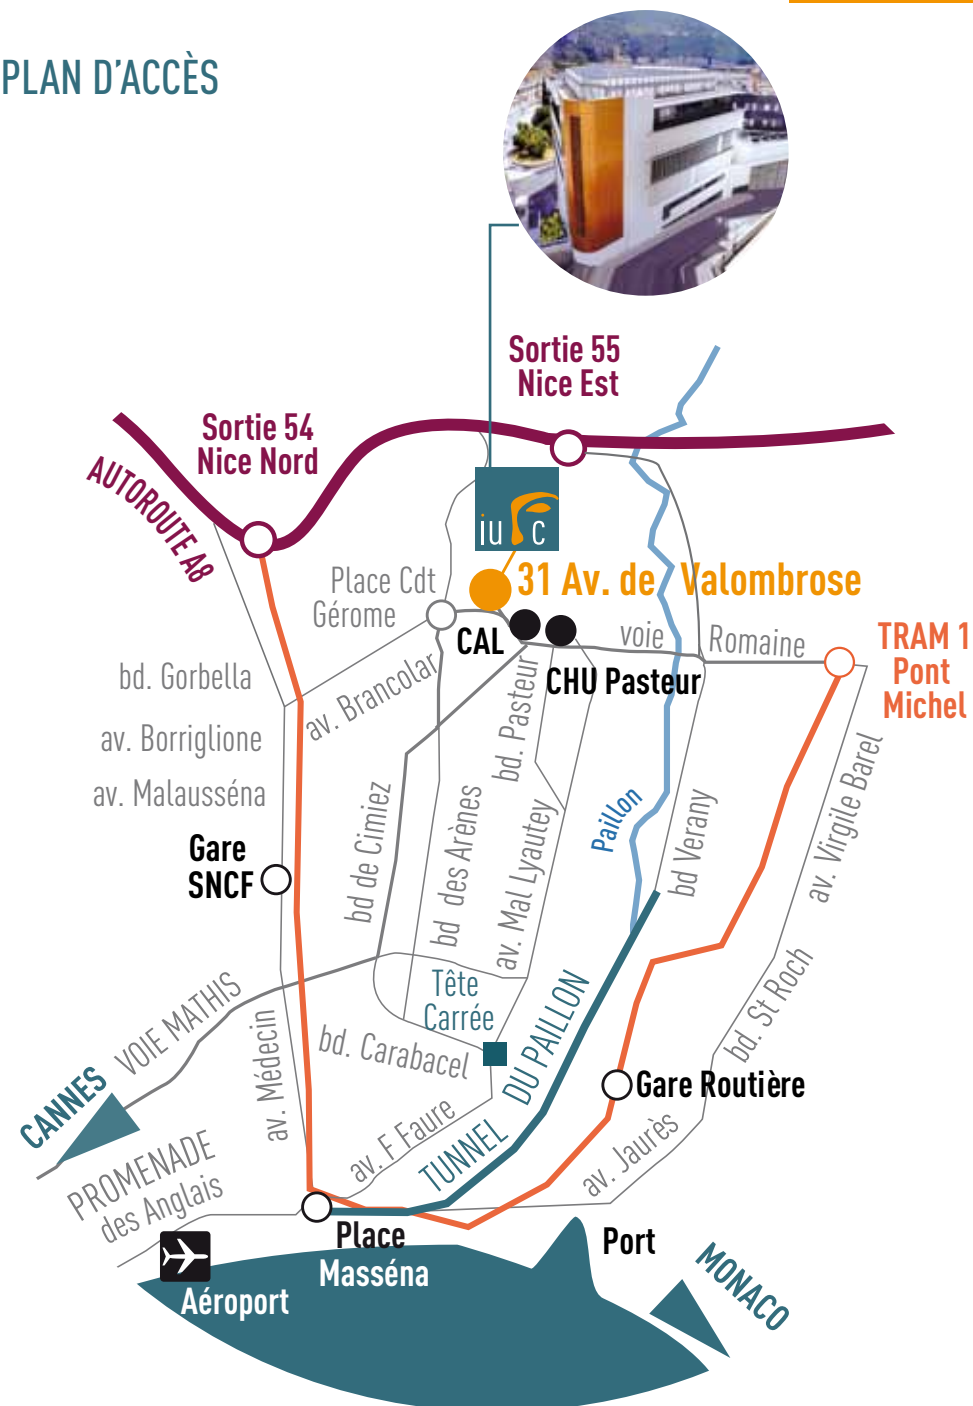 PLAN D'ACCÈS
Sortie 55
Nice Est
Sortie 54
Nice Nord
AUTOROUTE A8
iufc
31 Av. de Valombrose
Place Cdt
Gérome
CAL
voie Romaine
TRAM 1
Pont
Michel
CHU Pasteur
bd. Gorbella
av. Brancolar
bd. Pasteur
av. Borriglione
av. Malausséna
Gare
SNCF
bd de Cimiez
bd des Arènes
av. Mal Lyautey
Paillon
bd Verany
av. Virgile Barel
Tête
Carrée
bd. St Roch
VOIE MATHIS
av. Médecin
bd. Carabacel
TUNNEL DU PAILLON
Gare Routière
CANNES
av. F Faure
av. Jaurès
PROMENADE
des Anglais
Place
Masséna
Port
MONACO
Aéroport